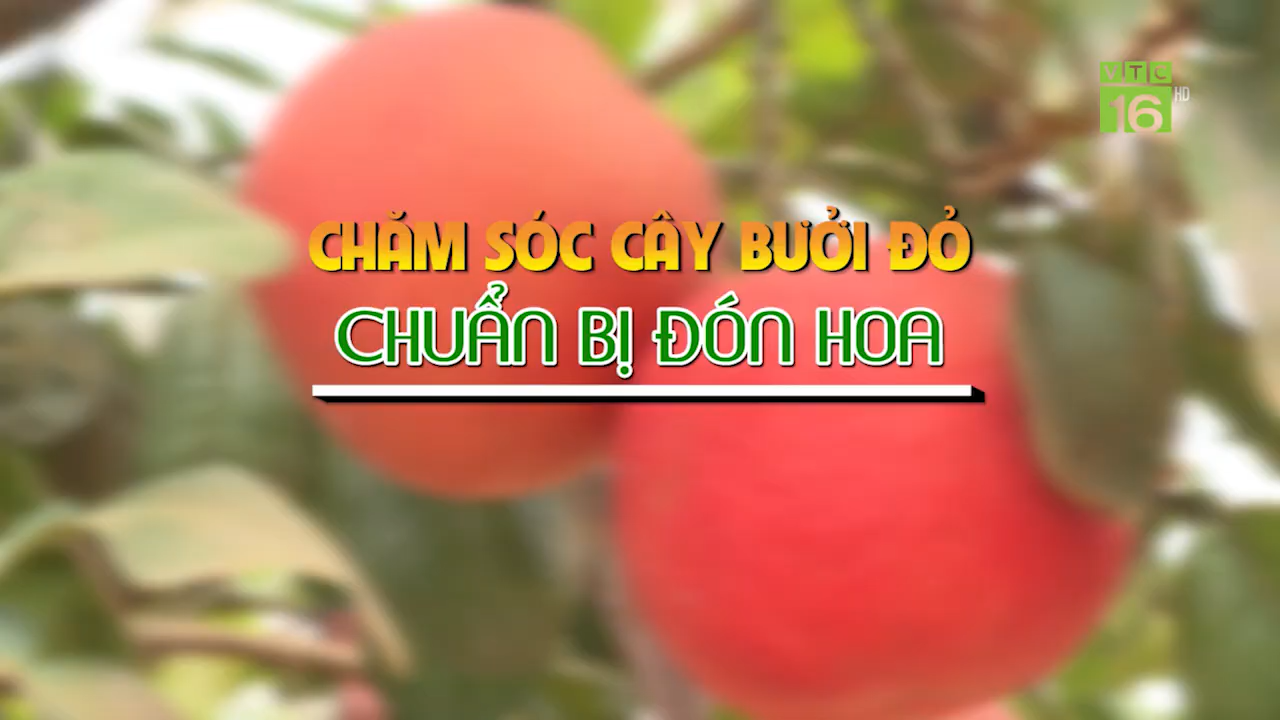 VTC
16 HD
CHĂM SÓC CÂY BƯỞI ĐỎ
CHUẨN BỊ ĐÓN HOA